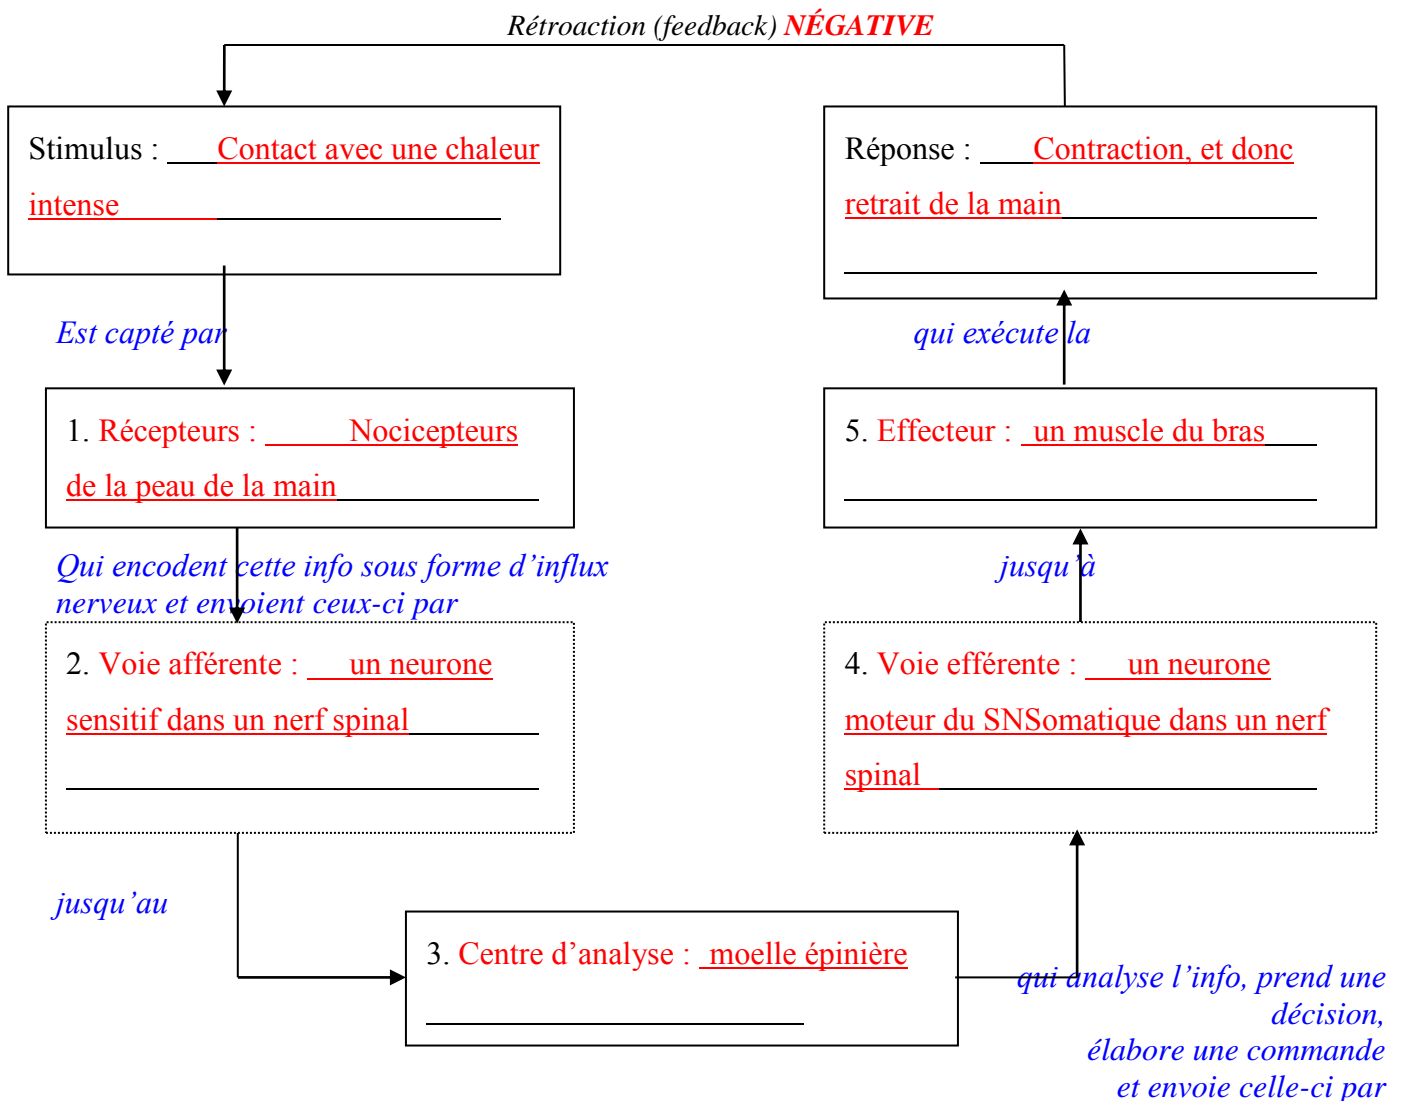 Rétroaction (feedback) NÉGATIVE
Stimulus : Contact avec une chaleur
intense
Est capté par
1. Récepteurs : Nocicepteurs
de la peau de la main
Qui encodent cette info sous forme d’influx
nerveux et envoient ceux-ci par
2. Voie afférente : un neurone
sensitif dans un nerf spinal
jusqu’au
3. Centre d’analyse : moelle épinière
qui analyse l’info, prend une
décision,
élabore une commande
et envoie celle-ci par
4. Voie efférente : un neurone
moteur du SNSomatique dans un nerf
spinal
jusqu’à
5. Effecteur : un muscle du bras
qui exécute la
Réponse : Contraction, et donc
retrait de la main